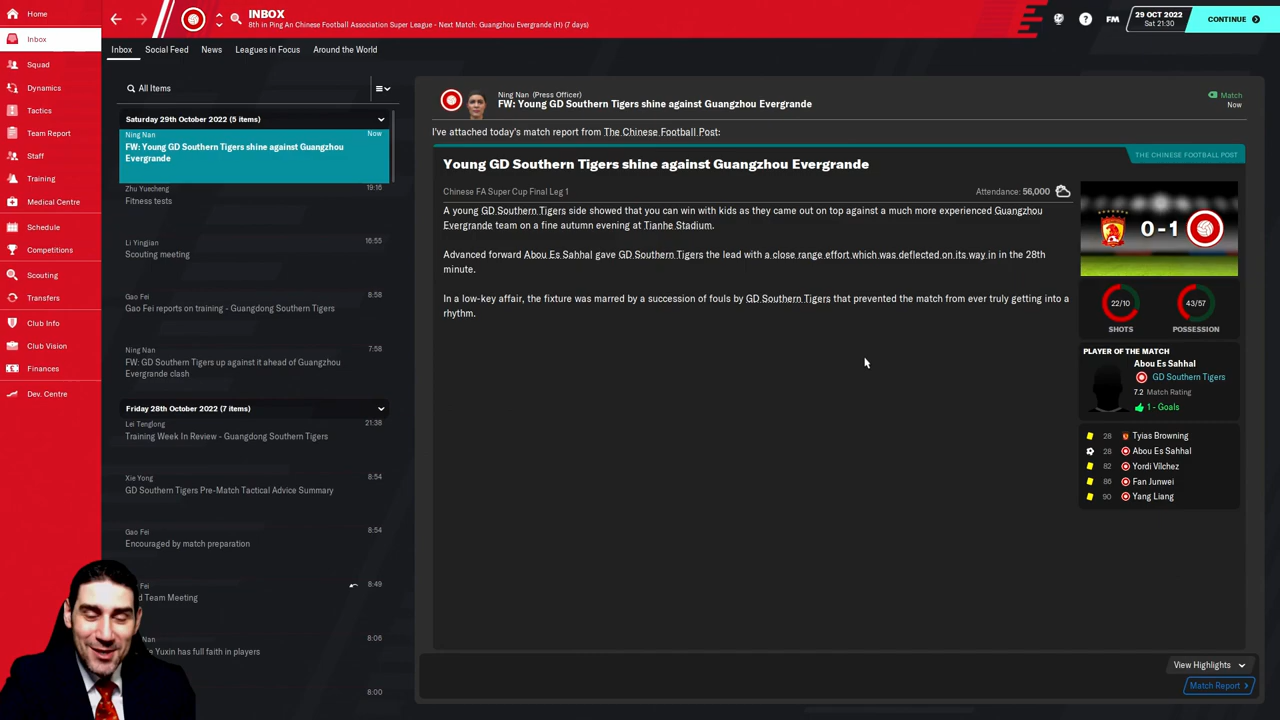 Home
Inbox
Squad
Dynamics
Tactics
Team Report
Staff
Training
Medical Centre
Schedule
Competitions
Scouting
Transfers
Club Info
Club Vision
Finances
Dev. Centre
INBOX
8th in Ping An Chinese Football Association Super League - Next Match: Guangzhou Evergrande (H) (7 days)
FM
29 OCT 2022
Sat 21:30
CONTINUE
Inbox Social Feed News Leagues in Focus Around the World
All Items
Saturday 29th October 2022 (5 items)
Ning Nan Now
FW: Young GD Southern Tigers shine against Guangzhou
Evergrande
Zhu Yuecheng 19:16
Fitness tests
Li Yingjian 16:55
Scouting meeting
Gao Fei 8:58
Gao Fei reports on training - Guangdong Southern Tigers
Ning Nan 7:58
FW: GD Southern Tigers up against it ahead of Guangzhou
Evergrande clash
Friday 28th October 2022 (7 items)
Lei Tenglong 21:38
Training Week In Review - Guangdong Southern Tigers
Xie Yong 8:54
GD Southern Tigers Pre-Match Tactical Advice Summary
Gao Fei 8:54
Encouraged by match preparation
Fei 8:49
d Team Meeting
Nan 8:06
e Yuxin has full faith in players
8:00
Ning Nan (Press Officer)
FW: Young GD Southern Tigers shine against Guangzhou Evergrande
Match
Now
I've attached today's match report from The Chinese Football Post:
THE CHINESE FOOTBALL POST
Young GD Southern Tigers shine against Guangzhou Evergrande
Chinese FA Super Cup Final Leg 1 Attendance: 56,000
A young GD Southern Tigers side showed that you can win with kids as they came out on top against a much more experienced Guangzhou
Evergrande team on a fine autumn evening at Tianhe Stadium.
Advanced forward Abou Es Sahhal gave GD Southern Tigers the lead with a close range effort which was deflected on its way in in the 28th
minute.
In a low-key affair, the fixture was marred by a succession of fouls by GD Southern Tigers that prevented the match from ever truly getting into a
rhythm.
0-1
22/10 43/57
SHOTS POSSESSION
PLAYER OF THE MATCH
Abou Es Sahhal
GD Southern Tigers
7.2 Match Rating
1 - Goals
28 Tyias Browning
28 Abou Es Sahhal
82 Yordi Vilchez
86 Fan Junwei
90 Yang Liang
View Highlights
Match Report